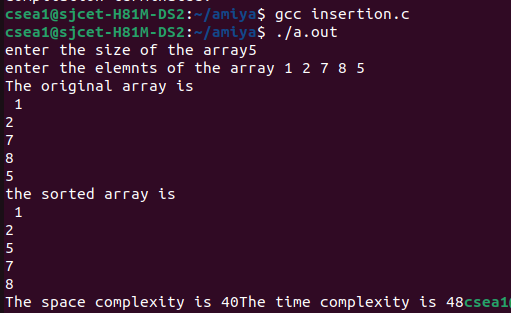 csea1@sjcet-H81M-DS2:~/amiya$ gcc insertion.c
csea1@sjcet-H81M-DS2:~/amiya$ ./a.out
enter the size of the array5
enter the elemnts of the array 1 2 7 8 5
The original array is
 1
2
7
8
5
the sorted array is
 1
2
5
7
8
The space complexity is 40The time complexity is 48csea1